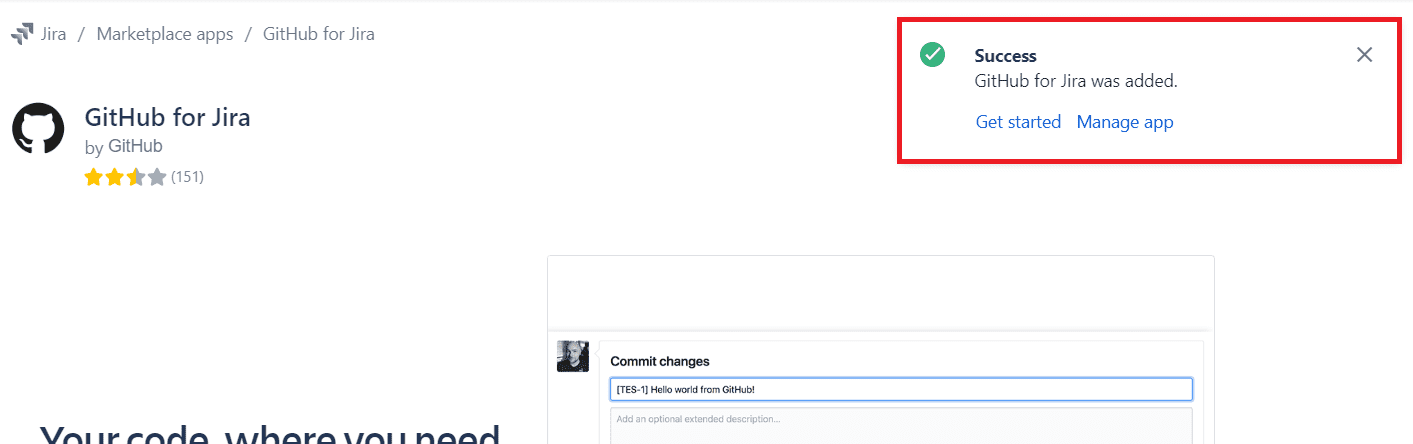 Jira / Marketplace apps / GitHub for Jira
Success
GitHub for Jira was added.
Get started Manage app
GitHub for Jira
by GitHub
(151)
Commit changes
[TES-1] Hello world from GitHub!
Add an optional extended description...
Your code, where you need